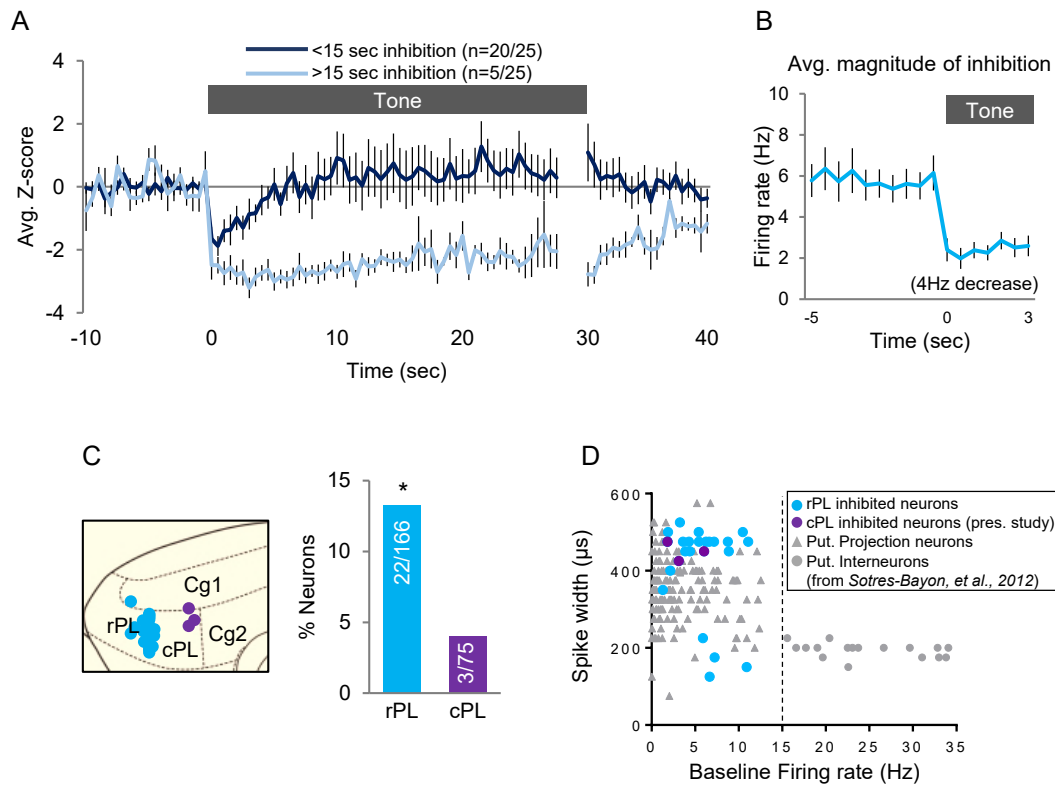 A
<15 sec inhibition (n=20/25)
>15 sec inhibition (n=5/25)
Tone
4
2
0
-2
-4
Avg. Z-score
-10
0
10
20
30
40
Time (sec)
B
Avg. magnitude of inhibition
Tone
10
8
6
4
2
0
Firing rate (Hz)
(4Hz decrease)
-5
0
3
Time (sec)
C
Cg1
rPL
Cg2
cPL
15
10
5
0
% Neurons
*
22/166
3/75
rPL
cPL
D
600
400
200
0
Spike width (µs)
rPL inhibited neurons
cPL inhibited neurons (pres. study)
Put. Projection neurons
Put. Interneurons
(from Sotres-Bayon, et al., 2012)
0
5
10
15
20
25
30
35
Baseline Firing rate (Hz)